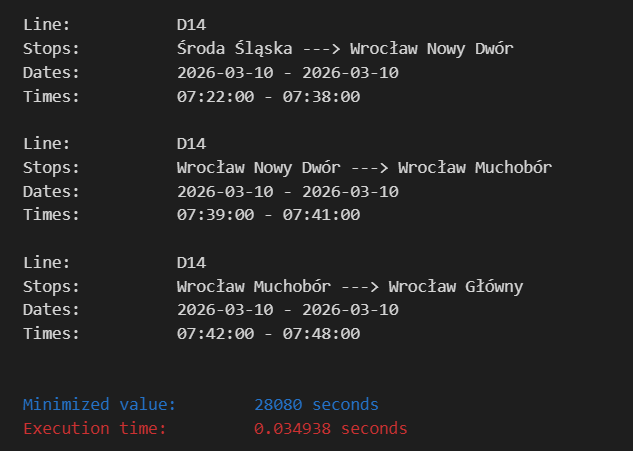 Line: D14
Stops: Środa Śląska ---> Wrocław Nowy Dwór
Dates: 2026-03-10 - 2026-03-10
Times: 07:22:00 - 07:38:00
Line: D14
Stops: Wrocław Nowy Dwór ---> Wrocław Muchobór
Dates: 2026-03-10 - 2026-03-10
Times: 07:39:00 - 07:41:00
Line: D14
Stops: Wrocław Muchobór ---> Wrocław Główny
Dates: 2026-03-10 - 2026-03-10
Times: 07:42:00 - 07:48:00
Minimized value: 28080 seconds
Execution time: 0.034938 seconds